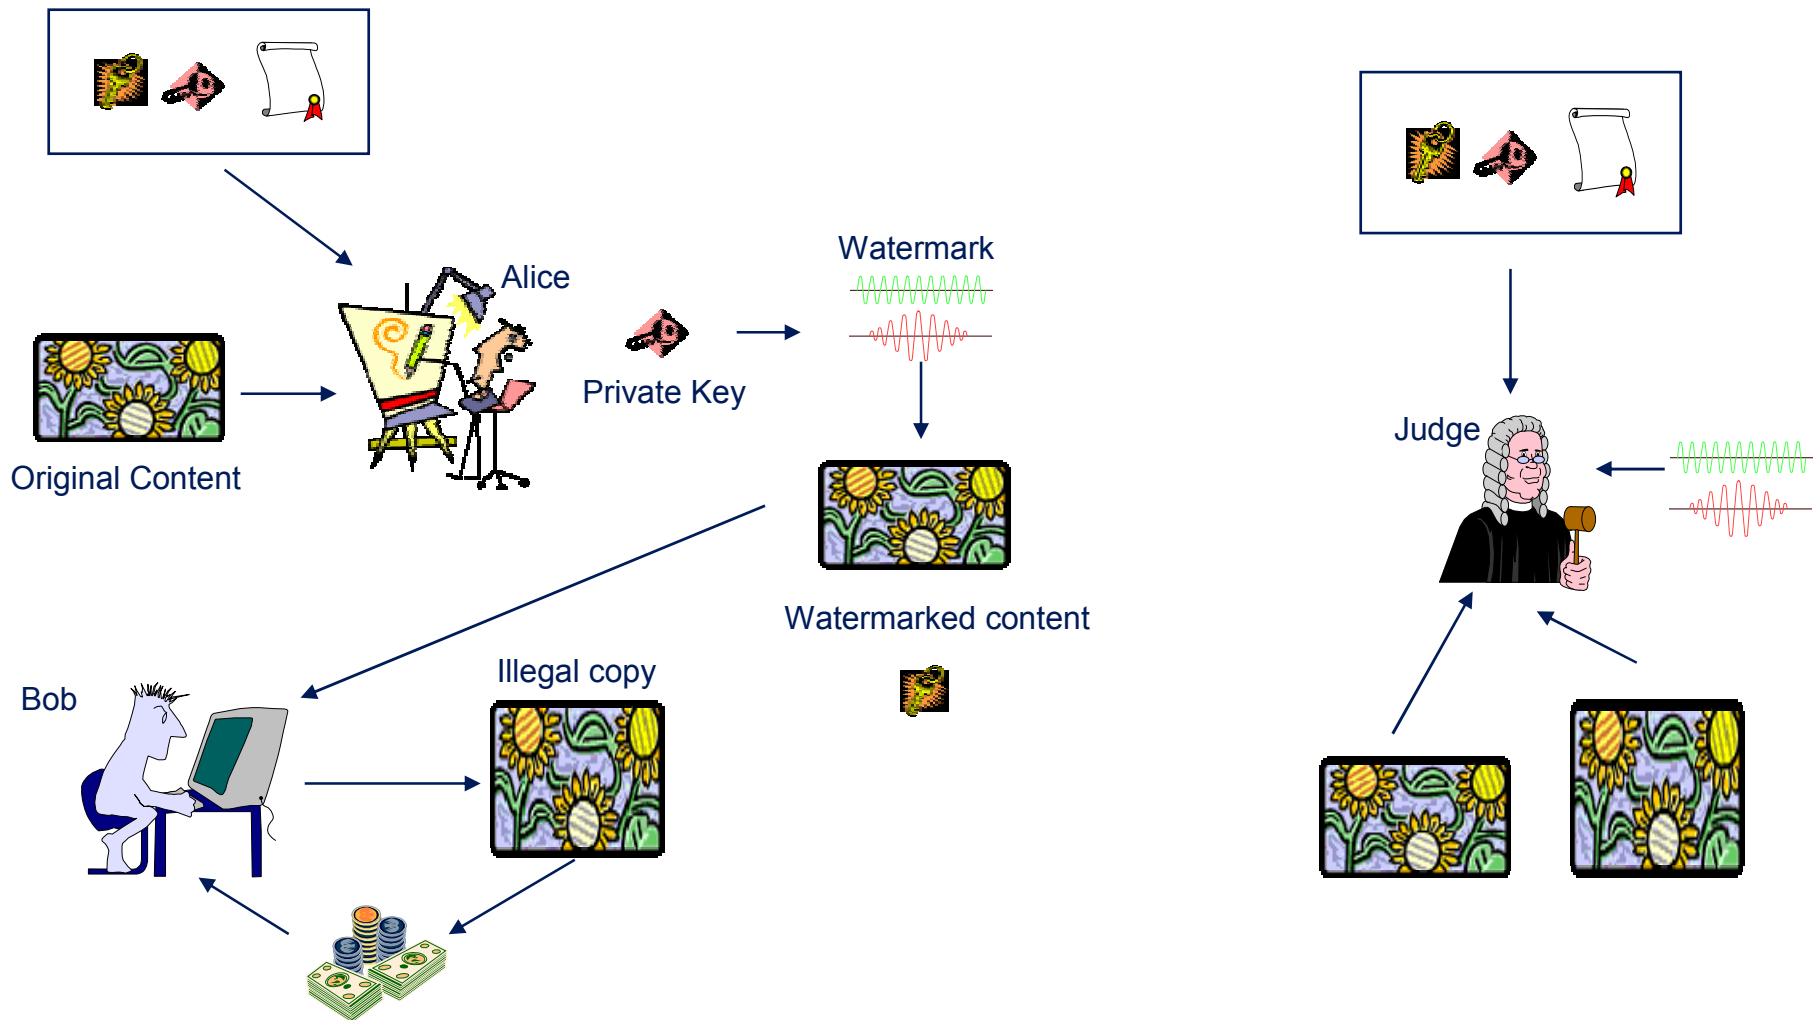 Watermark
Alice
Private Key
Original Content
Judge
Watermarked content
Illegal copy
Bob